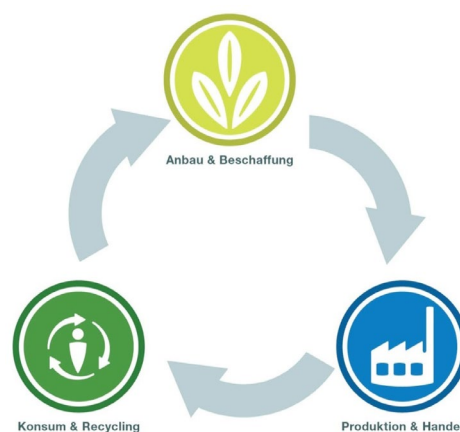 Anbau & Beschaffung
Konsum & Recycling
Produktion & Hande